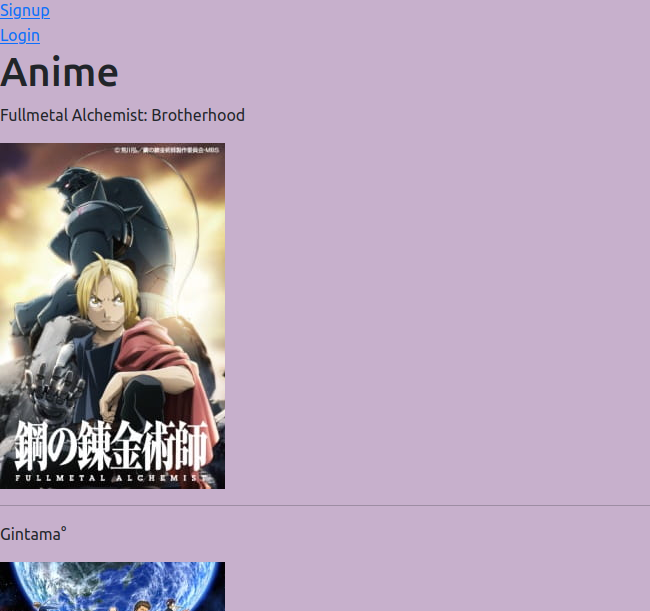 Signup
Login
Anime
Fullmetal Alchemist: Brotherhood
©荒川弘/鋼の錬金術師製作委員会・MBS
鋼の錬金術師
FULLMETAL ALCHEMIST
Gintama°